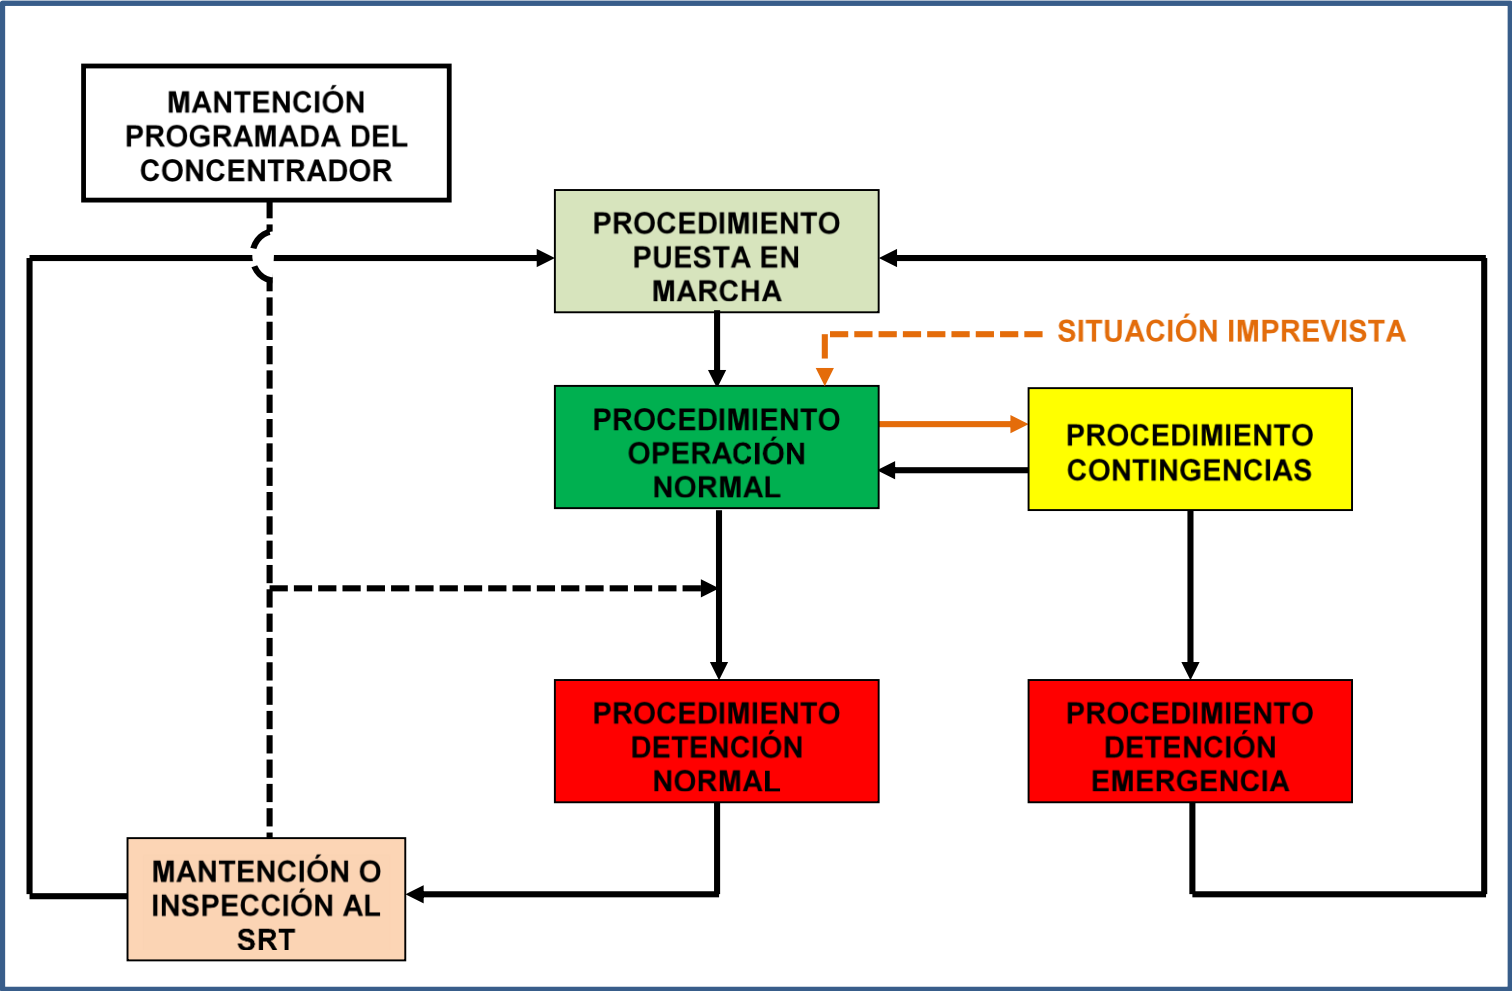 MANTENCIÓN
PROGRAMADA DEL
CONCENTRADOR
PROCEDIMIENTO
PUESTA EN
MARCHA
SITUACIÓN IMPREVISTA
PROCEDIMIENTO
OPERACIÓN
NORMAL
PROCEDIMIENTO
CONTINGENCIAS
PROCEDIMIENTO
DETENCIÓN
NORMAL
PROCEDIMIENTO
DETENCIÓN
EMERGENCIA
MANTENCIÓN O
INSPECCIÓN AL
SRT